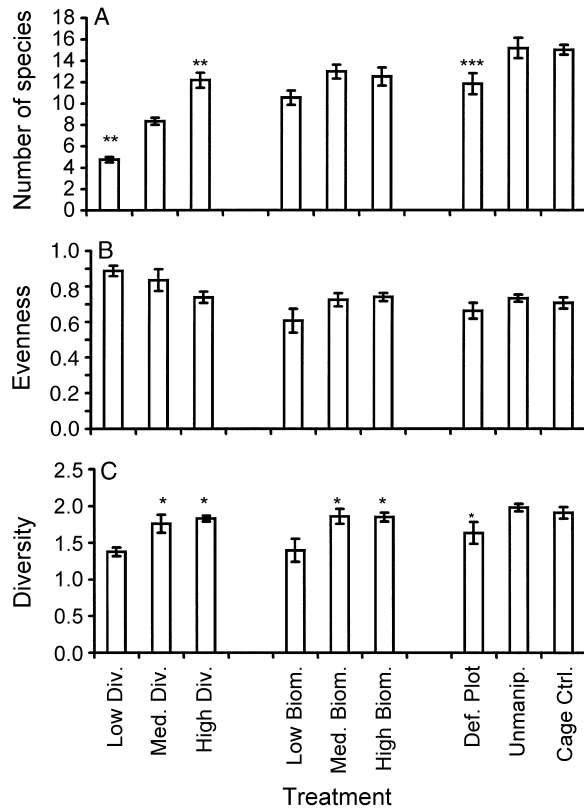 A
18
16
14
12
10
8
6
4
2
0
Number of species
** ** ***
B
1.0
0.8
0.6
0.4
0.2
0.0
Evenness
C
2.5
2.0
1.5
1.0
0.5
0.0
Diversity
* * * * *
Low Div.
Med. Div.
High Div.
Low Biom.
Med. Biom.
High Biom.
Def. Plot
Unmanip.
Cage Ctrl.
Treatment